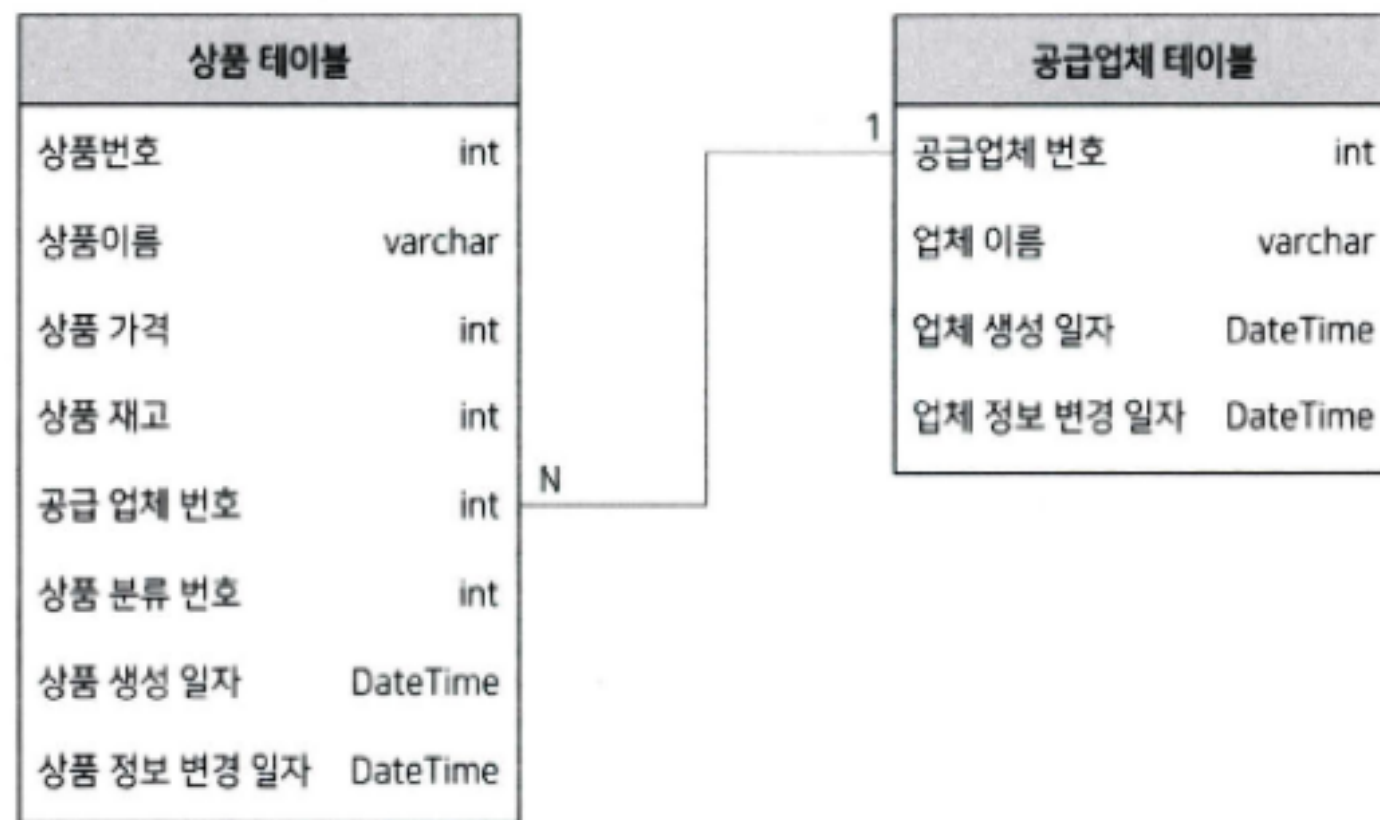 상품 테이블
상품번호 int
상품이름 varchar
상품 가격 int
상품 재고 int
공급 업체 번호 int
상품 분류 번호 int
상품 생성 일자 DateTime
상품 정보 변경 일자 DateTime
N
1
공급업체 테이블
공급업체 번호 int
업체 이름 varchar
업체 생성 일자 DateTime
업체 정보 변경 일자 DateTime